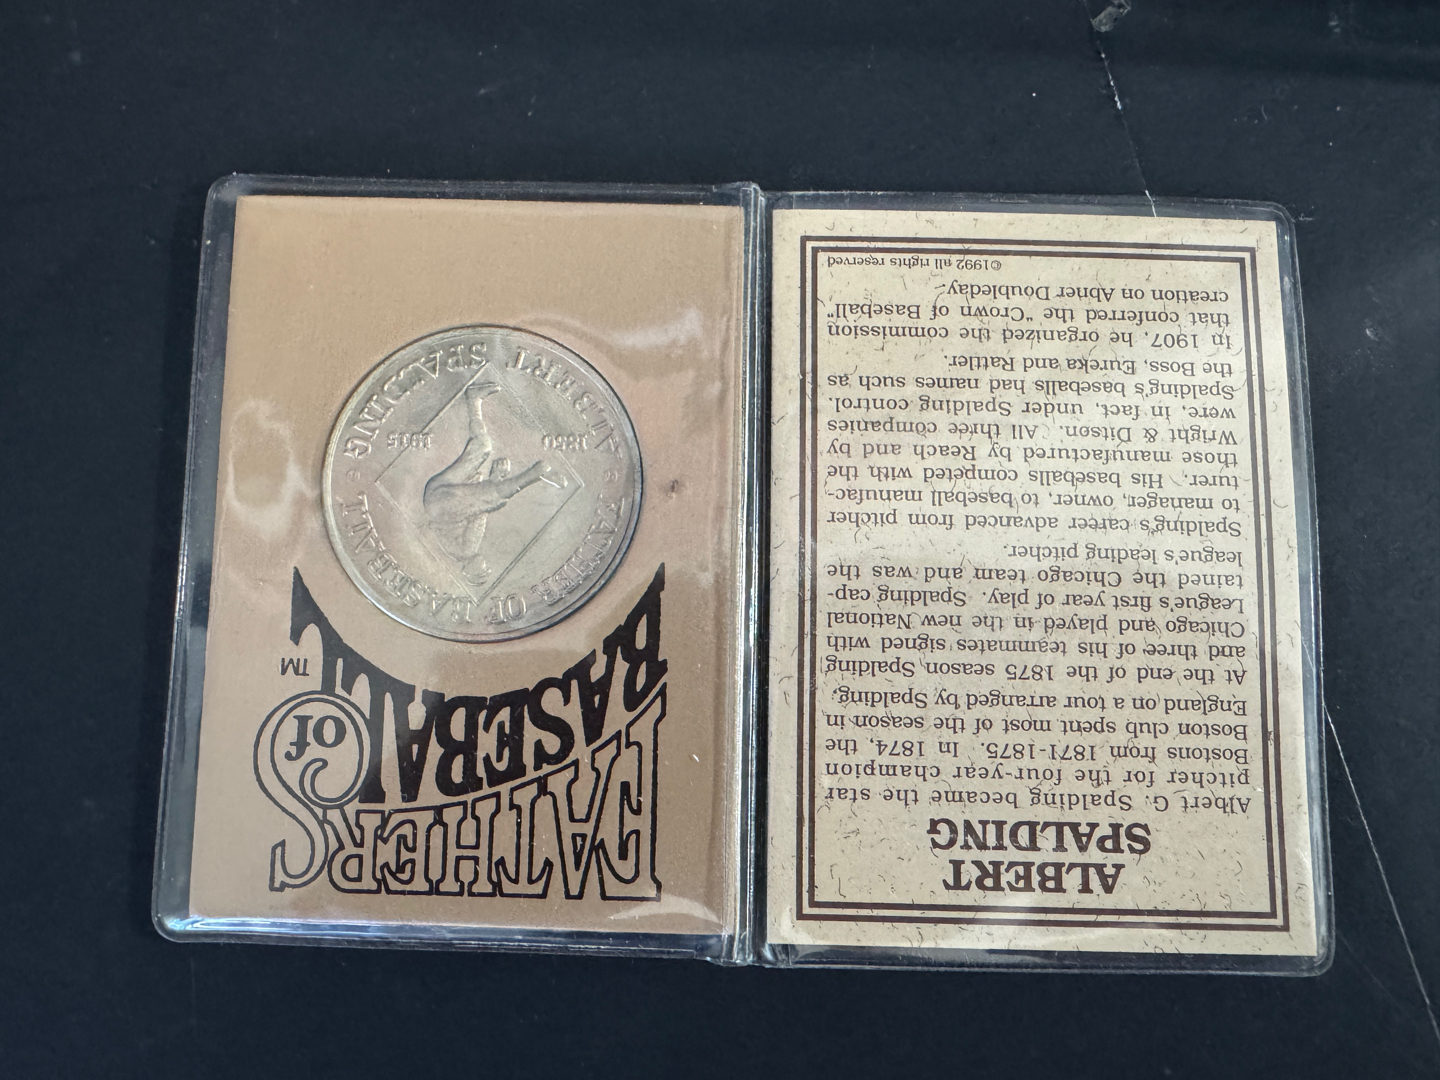 ALBERT
SPALDING
Albert G. Spalding became the star
pitcher for the four-year champion
Bostons from 1871-1875. In 1874, the
Boston club spent most of the season in
England on a tour arranged by Spalding.
At the end of the 1875 season Spalding
and three of his teammates signed with
Chicago and played in the new National
League's first year of play. Spalding cap-
tained the Chicago team and was the
league's leading pitcher.
Spalding's career advanced from pitcher
to manager, owner, to baseball manufac-
turer. His baseballs competed with the
those manufactured by Reach and by
Wright & Ditson. All three companies
were, in fact, under Spalding control.
Spalding's baseballs had names such as
the Boss, Eureka and Rattler.
In 1907, he organized the commission
that conferred the "Crown of Baseball"
creation on Abner Doubleday.
©1992 all rights reserved
FATHERS
of
BASEBALL
TM
FATHER OF BASEBALL
1850 1915
ALBERT SPALDING